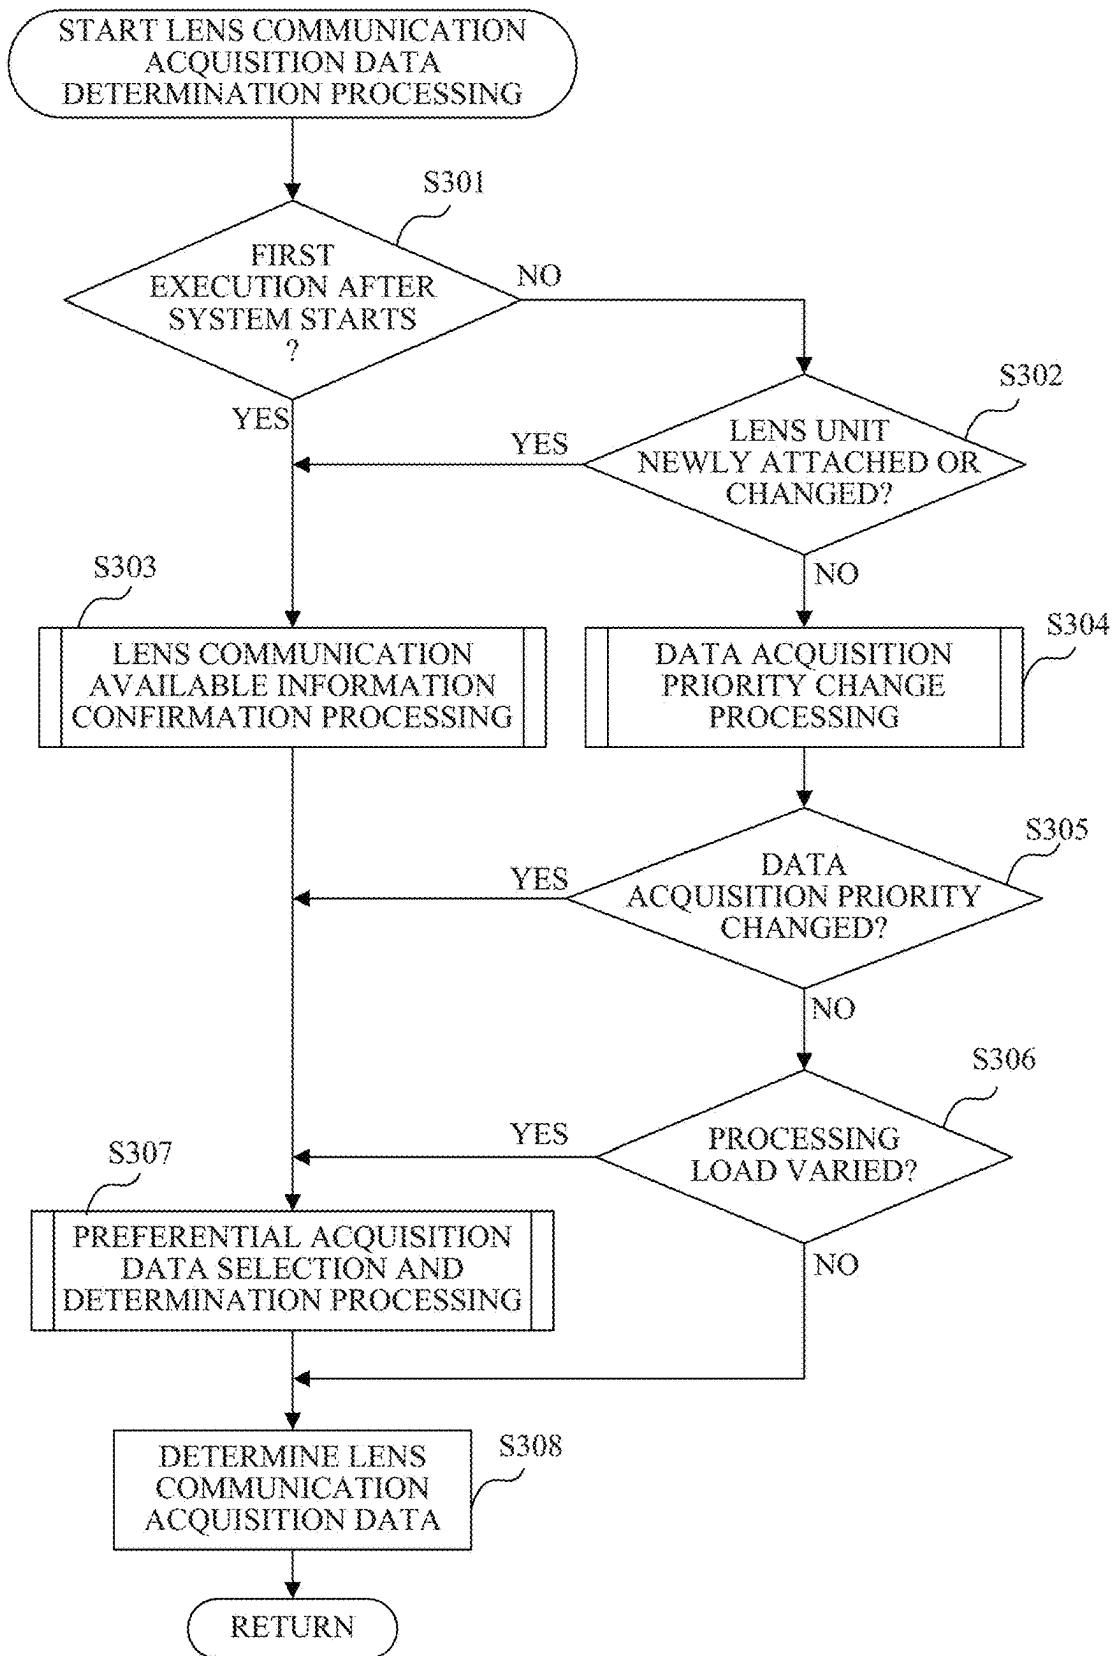 START LENS COMMUNICATION
ACQUISITION DATA
DETERMINATION PROCESSING
S301
FIRST
EXECUTION AFTER
SYSTEM STARTS
?
NO
YES
S302
LENS UNIT
NEWLY ATTACHED OR
CHANGED?
YES
NO
S303
LENS COMMUNICATION
AVAILABLE INFORMATION
CONFIRMATION PROCESSING
S304
DATA ACQUISITION
PRIORITY CHANGE
PROCESSING
S305
DATA
ACQUISITION PRIORITY
CHANGED?
YES
NO
S306
PROCESSING
LOAD VARIED?
YES
NO
S307
PREFERENTIAL ACQUISITION
DATA SELECTION AND
DETERMINATION PROCESSING
S308
DETERMINE LENS
COMMUNICATION
ACQUISITION DATA
RETURN